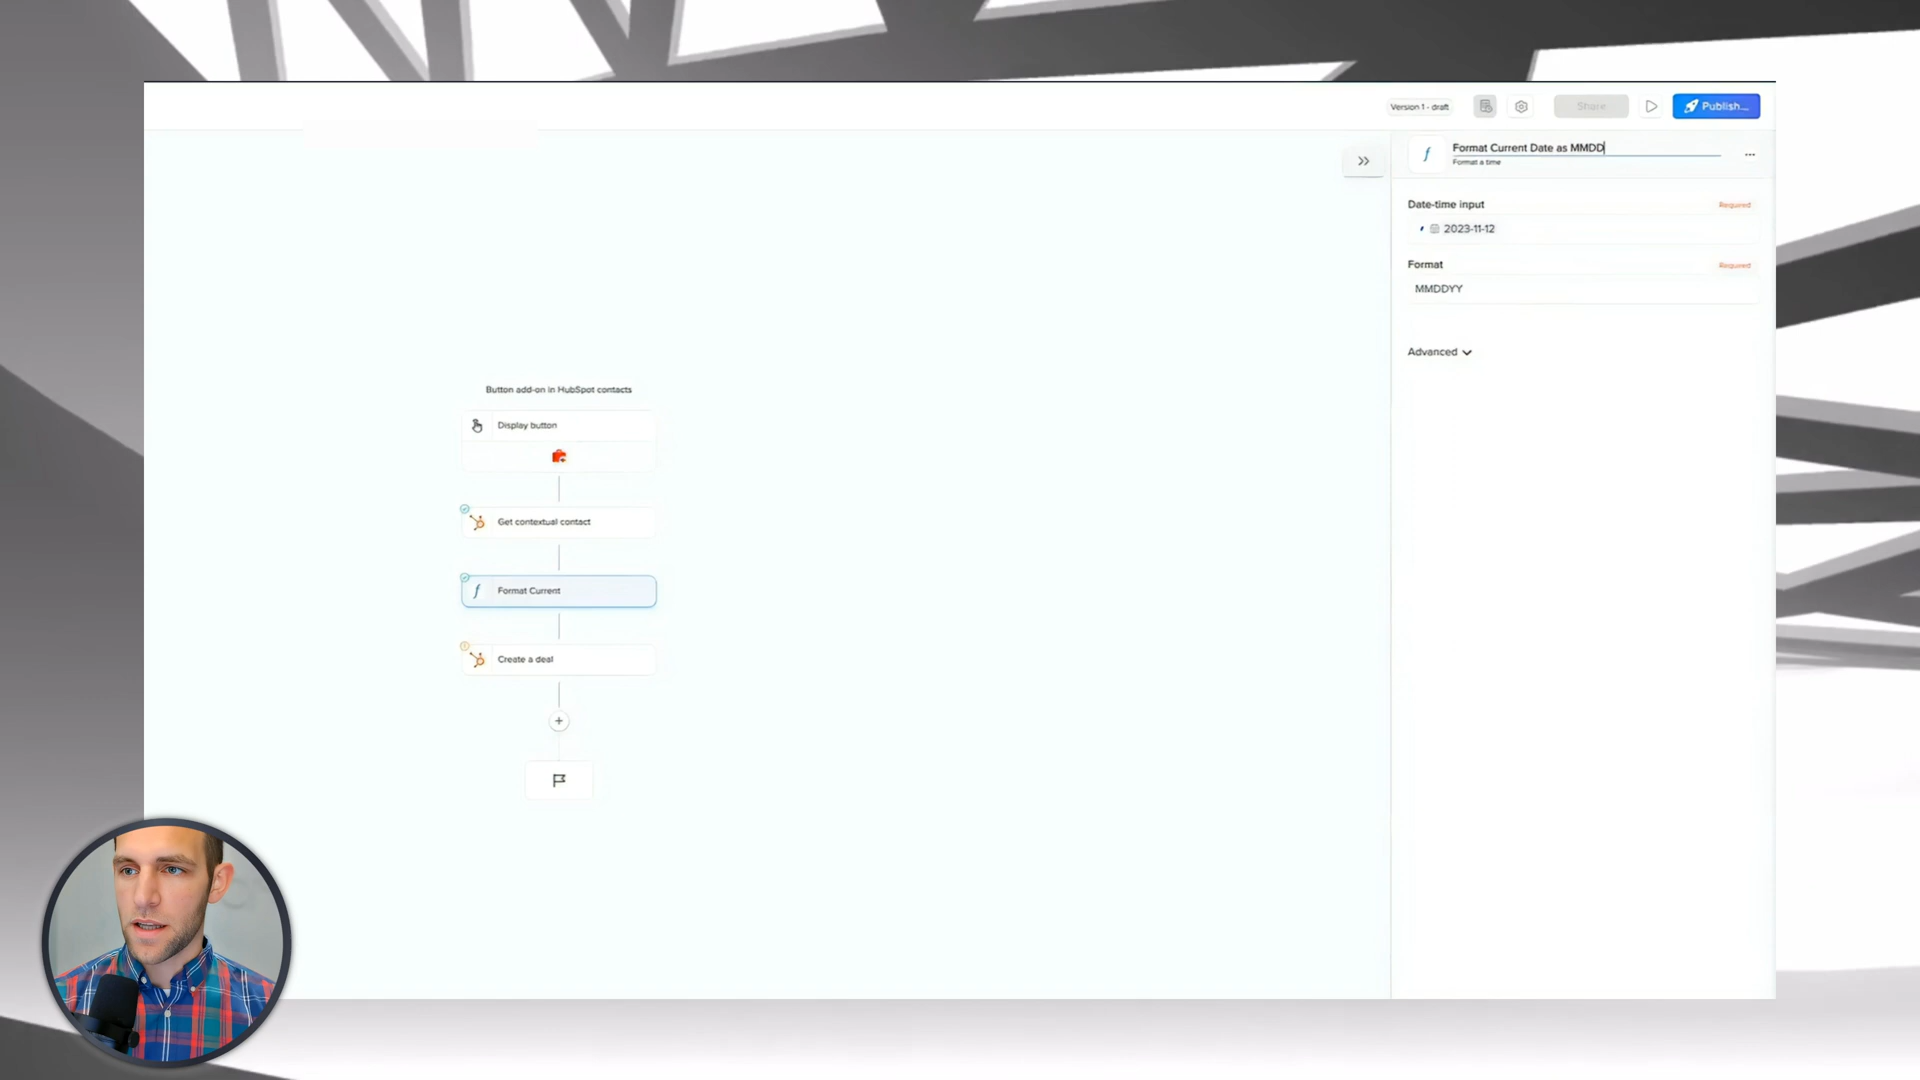 Version 1 - draft
Share
Publish...
Format Current Date as MMDD
Format a time
Date-time input
Required
2023-11-12
Format
Required
MMDDYY
Advanced
Button add-on in HubSpot contacts
Display button
Get contextual contact
Format Current
Create a deal